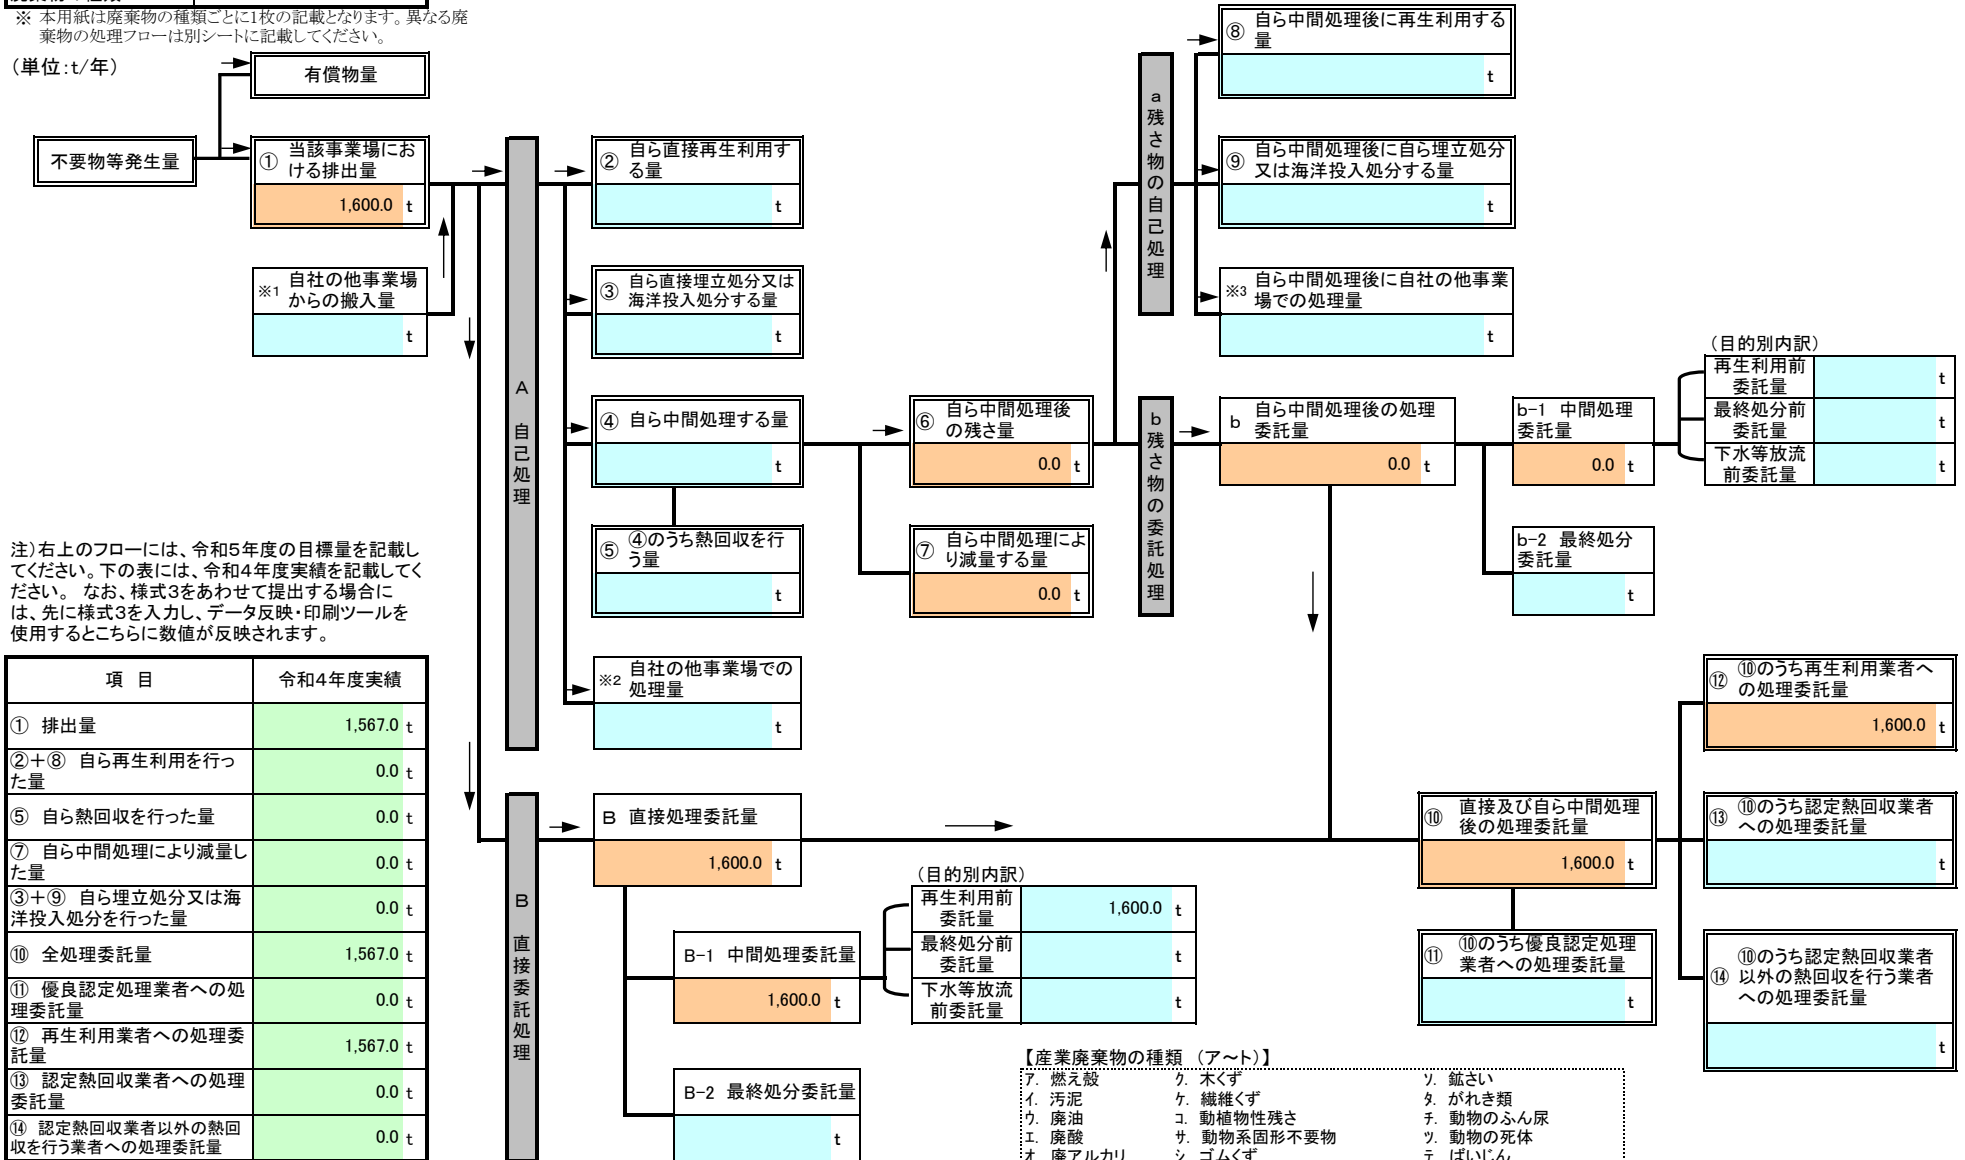 ※ 本用紙は廃棄物の種類ごとに1枚の記載となります。異なる廃
棄物の処理フローは別シートに記載してください。
（単位：t/年）
有償物量
不要物等発生量
① 当該事業場にお
ける排出量
1,600.0 t
※1 自社の他事業場
からの搬入量
t
A 自己処理
② 自ら直接再生利用す
る量
t
③ 自ら直接埋立処分又は
海洋投入処分する量
t
④ 自ら中間処理する量
t
⑤ ④のうち熱回収を行
う量
t
※2 自社の他事業場での
処理量
t
⑥ 自ら中間処理後
の残さ量
0.0 t
⑦ 自ら中間処理によ
り減量する量
0.0 t
a 残さ物の自己処理
⑧ 自ら中間処理後に再生利用する
量
t
⑨ 自ら中間処理後に自ら埋立処分
又は海洋投入処分する量
t
※3 自ら中間処理後に自社の他事業
場での処理量
t
b 残さ物の委託処理
b 自ら中間処理後の処理
委託量
0.0 t
b-1 中間処理
委託量
0.0 t
（目的別内訳）
再生利用前
委託量
t
最終処分前
委託量
t
下水等放流
前委託量
t
b-2 最終処分
委託量
t
注）右上のフローには、令和5年度の目標量を記載し
てください。下の表には、令和4年度実績を記載してく
ださい。 なお、様式3をあわせて提出する場合に
は、先に様式3を入力し、データ反映・印刷ツールを
使用するとこちらに数値が反映されます。
項 目 令和4年度実績
① 排出量 1,567.0 t
②＋⑧ 自ら再生利用を行っ
た量 0.0 t
⑤ 自ら熱回収を行った量 0.0 t
⑦ 自ら中間処理により減量し
た量 0.0 t
③＋⑨ 自ら埋立処分又は海
洋投入処分を行った量 0.0 t
⑩ 全処理委託量 1,567.0 t
⑪ 優良認定処理業者への処
理委託量 0.0 t
⑫ 再生利用業者への処理委
託量 1,567.0 t
⑬ 認定熱回収業者への処理
委託量 0.0 t
⑭ 認定熱回収業者以外の熱回
収を行う業者への処理委託量 0.0 t
B 直接委託処理
B 直接処理委託量
1,600.0 t
B-1 中間処理委託量
1,600.0 t
（目的別内訳）
再生利用前
委託量
1,600.0 t
最終処分前
委託量
t
下水等放流
前委託量
t
B-2 最終処分委託量
t
⑩ 直接及び自ら中間処理
後の処理委託量
1,600.0 t
⑪ ⑩のうち優良認定処理
業者への処理委託量
t
⑫ ⑩のうち再生利用業者へ
の処理委託量
1,600.0 t
⑬ ⑩のうち認定熱回収業者
への処理委託量
t
⑭ ⑩のうち認定熱回収業者
以外の熱回収を行う業者
への処理委託量
t
【産業廃棄物の種類 （ア～ト）】
ア. 燃え殻 ク. 木くず ソ. 鉱さい
イ. 汚泥 ケ. 繊維くず タ. がれき類
ウ. 廃油 コ. 動植物性残さ チ. 動物のふん尿
エ. 廃酸 サ. 動物系固形不要物 ツ. 動物の死体
オ. 廃アルカリ シ. ゴムくず テ. ばいじん